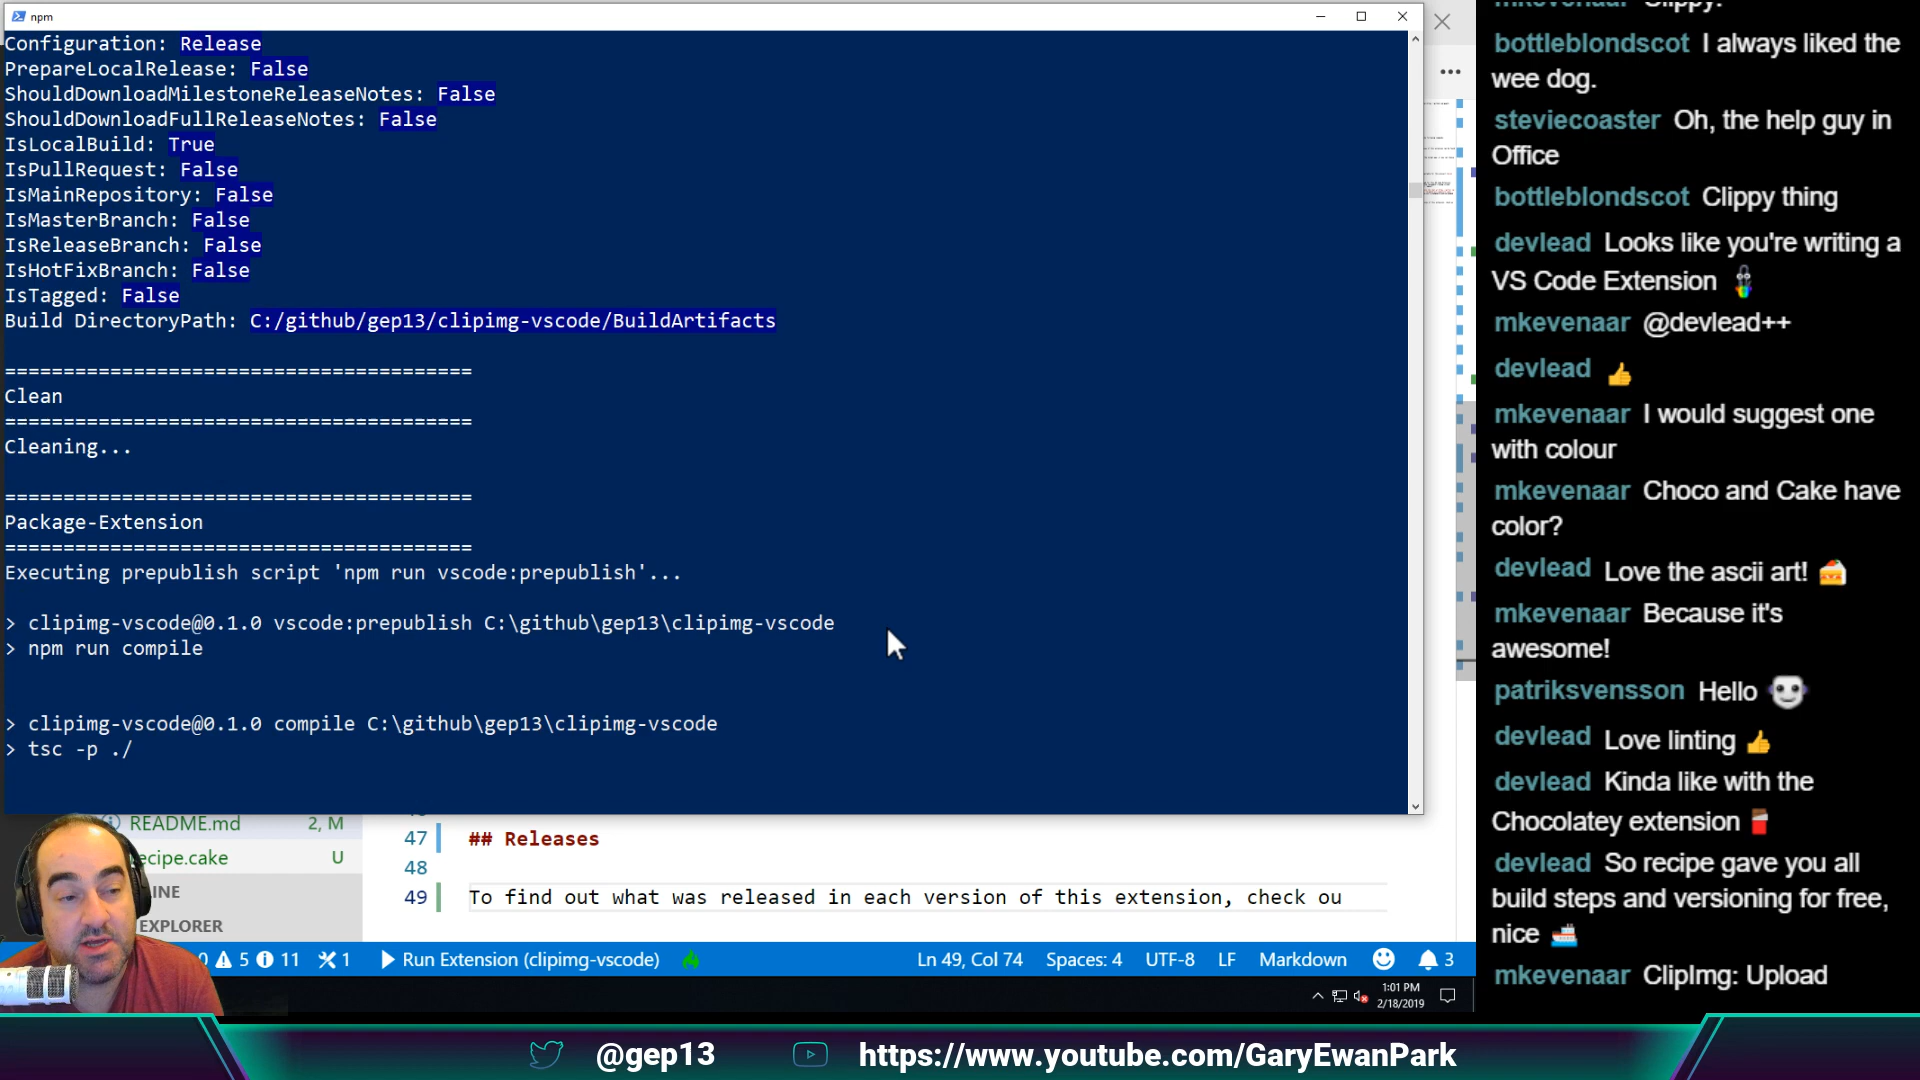 npm
Configuration: Release
PrepareLocalRelease: False
ShouldDownloadMilestoneReleaseNotes: False
ShouldDownloadFullReleaseNotes: False
IsLocalBuild: True
IsPullRequest: False
IsMainRepository: False
IsMasterBranch: False
IsReleaseBranch: False
IsHotFixBranch: False
IsTagged: False
Build DirectoryPath: C:/github/gep13/clipimg-vscode/BuildArtifacts
========================================
Clean
========================================
Cleaning...
========================================
Package-Extension
========================================
Executing prepublish script 'npm run vscode:prepublish'...
> clipimg-vscode@0.1.0 vscode:prepublish C:\github\gep13\clipimg-vscode
> npm run compile
> clipimg-vscode@0.1.0 compile C:\github\gep13\clipimg-vscode
> tsc -p ./
README.md 2, M
ecipe.cake U
INE
EXPLORER
47 ## Releases
48
49 To find out what was released in each version of this extension, check ou
0 5 11 1 Run Extension (clipimg-vscode) Ln 49, Col 74 Spaces: 4 UTF-8 LF Markdown 3
1:01 PM
2/18/2019
mkevenaar Clippy!
bottleblondscot I always liked the
wee dog.
steviecoaster Oh, the help guy in
Office
bottleblondscot Clippy thing
devlead Looks like you're writing a
VS Code Extension
mkevenaar @devlead++
devlead 👍
mkevenaar I would suggest one
with colour
mkevenaar Choco and Cake have
color?
devlead Love the ascii art! 🍰
mkevenaar Because it's
awesome!
patriksvensson Hello
devlead Love linting 👍
devlead Kinda like with the
Chocolatey extension 🍫
devlead So recipe gave you all
build steps and versioning for free,
nice 🚢
mkevenaar ClipImg: Upload
@gep13 https://www.youtube.com/GaryEwanPark